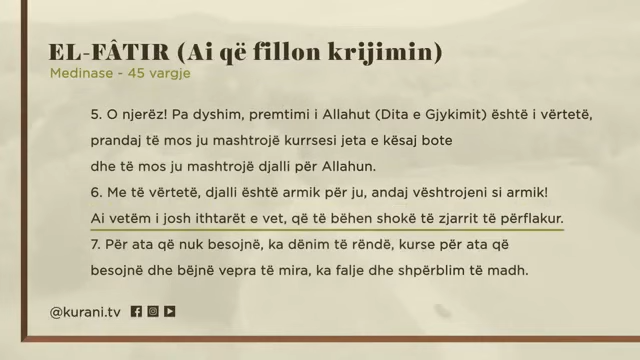 EL-FÂTIR (Ai që fillon krijimin)
Medinase - 45 vargje
5. O njerëz! Pa dyshim, premtimi i Allahut (Dita e Gjykimit) është i vërtetë,
prandaj të mos ju mashtrojë kurrsesi jeta e kësaj bote
dhe të mos ju mashtrojë djalli për Allahun.
6. Me të vërtetë, djalli është armik për ju, andaj vështrojeni si armik!
Ai vetëm i josh ithtarët e vet, që të bëhen shokë të zjarrit të përflakur.
7. Për ata që nuk besojnë, ka dënim të rëndë, kurse për ata që
besojnë dhe bëjnë vepra të mira, ka falje dhe shpërblim të madh.
@kurani.tv